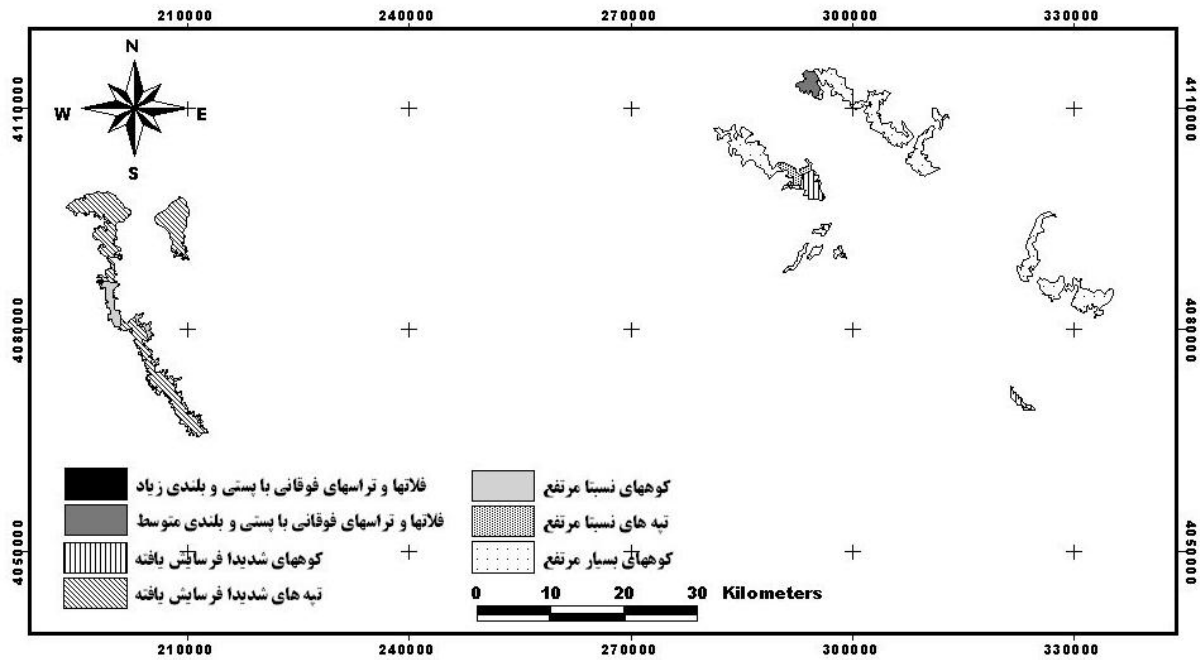 210000 240000 270000 300000 330000
N
W E
S
4110000 4110000
4080000 4080000
4050000 4050000
فلاتها و تراسهای فوقانی با پستی و بلندی زیاد
فلاتها و تراسهای فوقانی با پستی و بلندی متوسط
کوههای شدیدا فرسایش یافته
تپه های شدیدا فرسایش یافته
کوههای نسبتا مرتفع
تپه های نسبتا مرتفع
کوههای بسیار مرتفع
0 10 20 30 Kilometers
210000 240000 270000 300000 330000